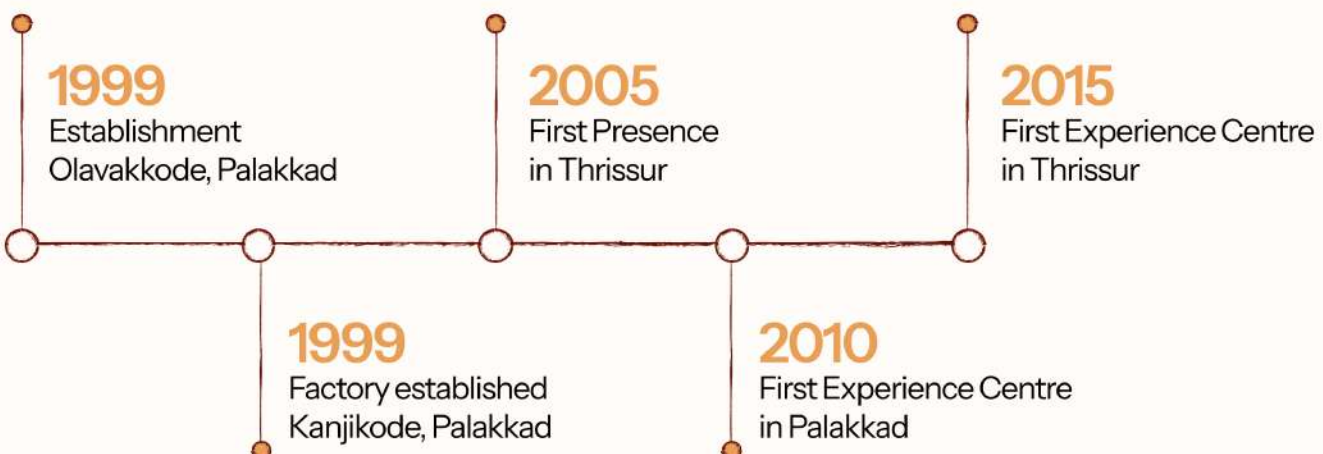 1999
Establishment
Olavakkode, Palakkad
1999
Factory established
Kanjikode, Palakkad
2005
First Presence
in Thrissur
2010
First Experience Centre
in Palakkad
2015
First Experience Centre
in Thrissur